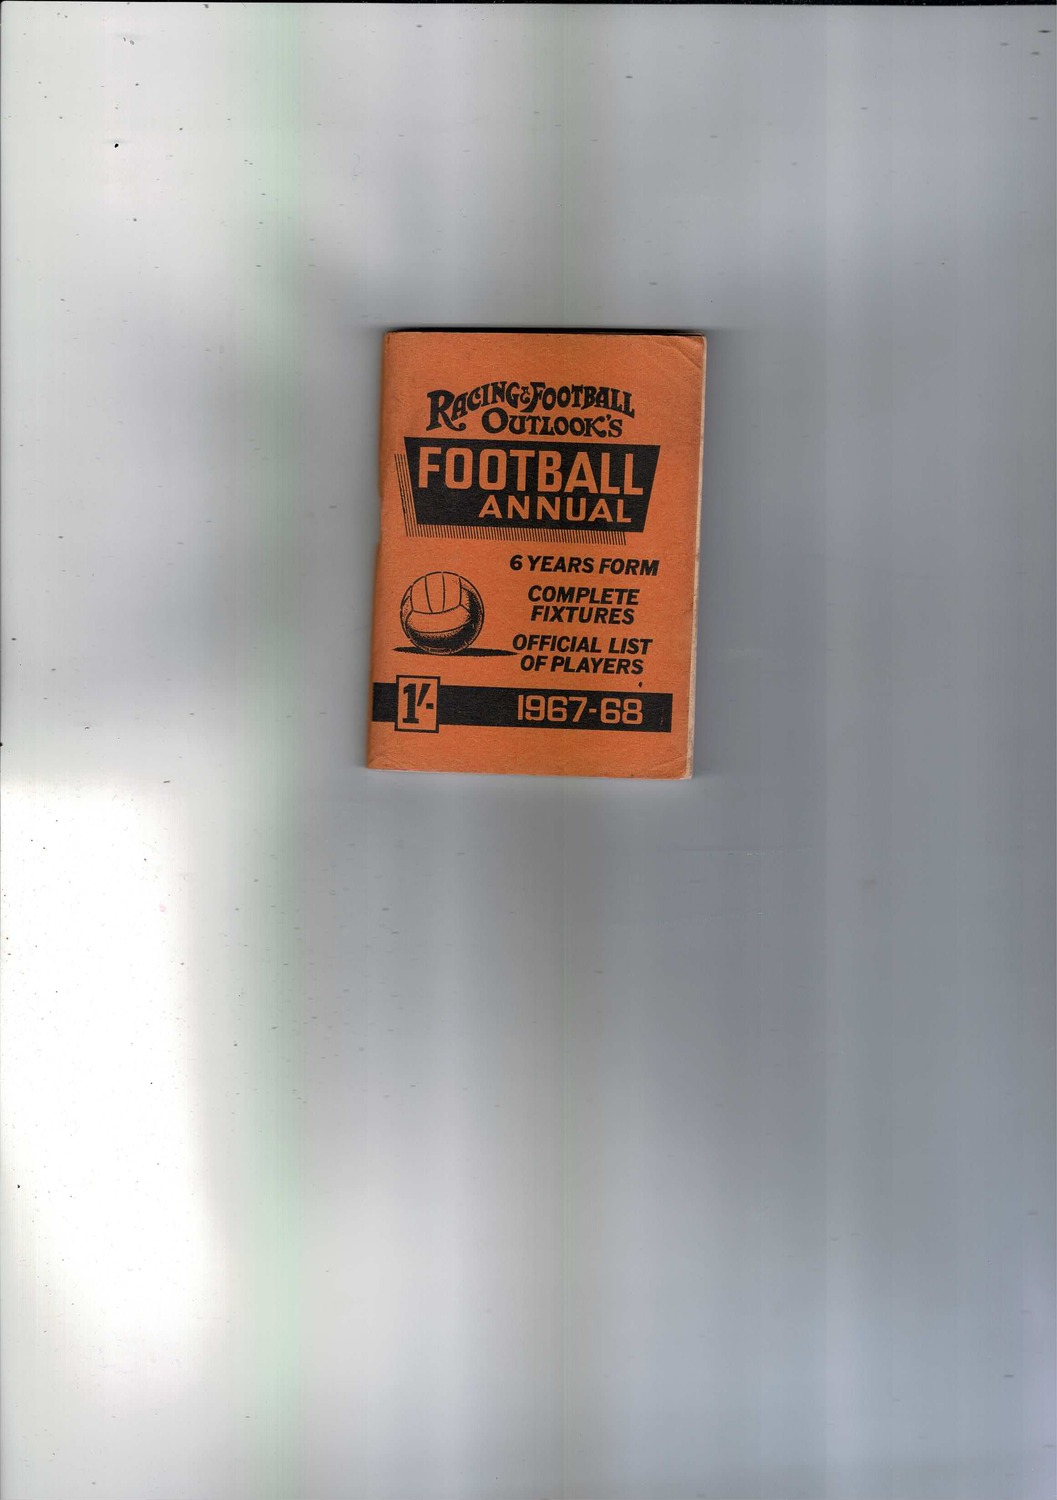 RACING & FOOTBALL
OUTLOOK'S
FOOTBALL
ANNUAL
6 YEARS FORM
COMPLETE
FIXTURES
OFFICIAL LIST
OF PLAYERS
1/-
1967-68